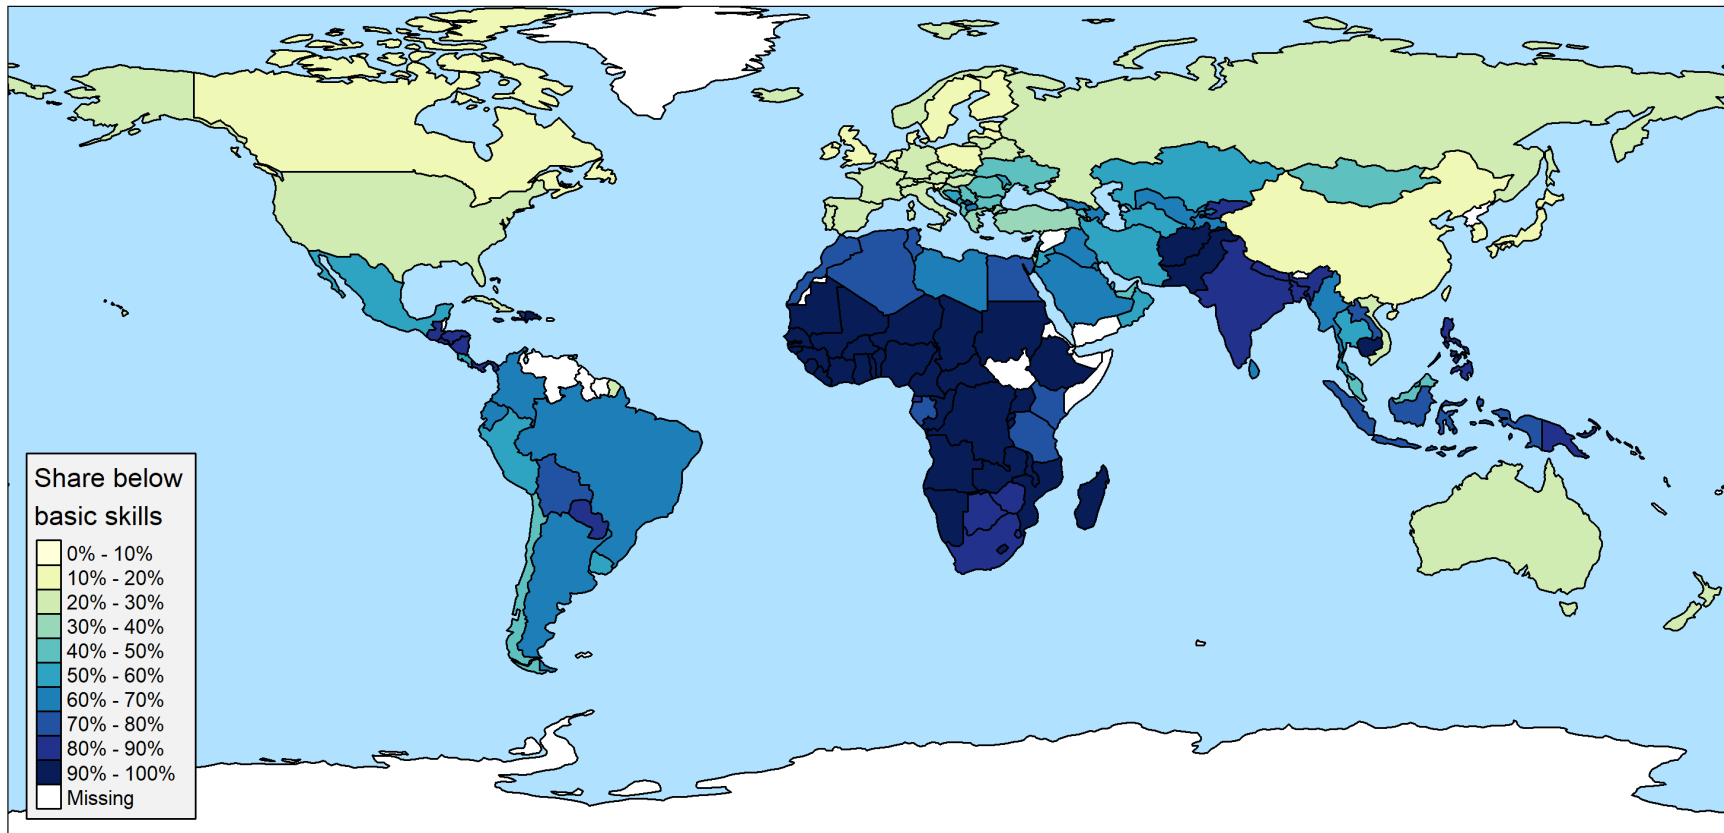 Share below
basic skills
0% - 10%
10% - 20%
20% - 30%
30% - 40%
40% - 50%
50% - 60%
60% - 70%
70% - 80%
80% - 90%
90% - 100%
Missing